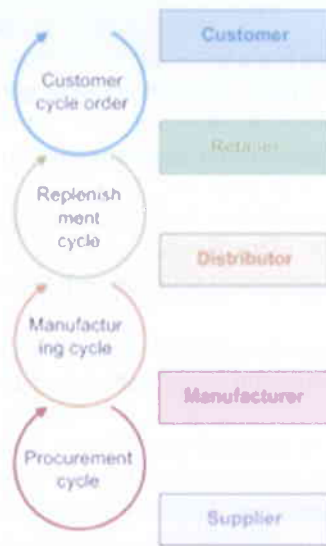 Customer
Customer
cycle order
Retailer
Replenish
ment
cycle
Distributor
Manufactur
ing cycle
Manufacturer
Procurement
cycle
Supplier